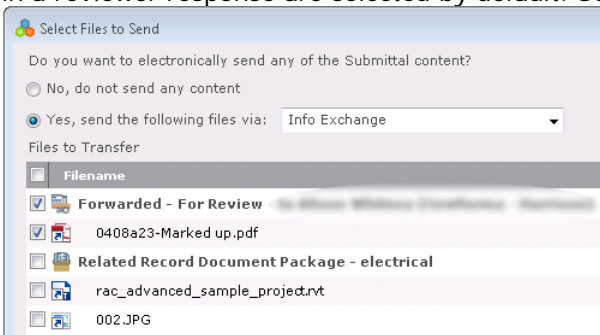 in a reviewer response are selected by default.
Select Files to Send
Do you want to electronically send any of the Submittal content?
No, do not send any content
Yes, send the following files via: Info Exchange
Files to Transfer
Filename
Forwarded - For Review -
0408a23-Marked up.pdf
Related Record Document Package - electrical
rac_advanced_sample_project.rvt
002.JPG